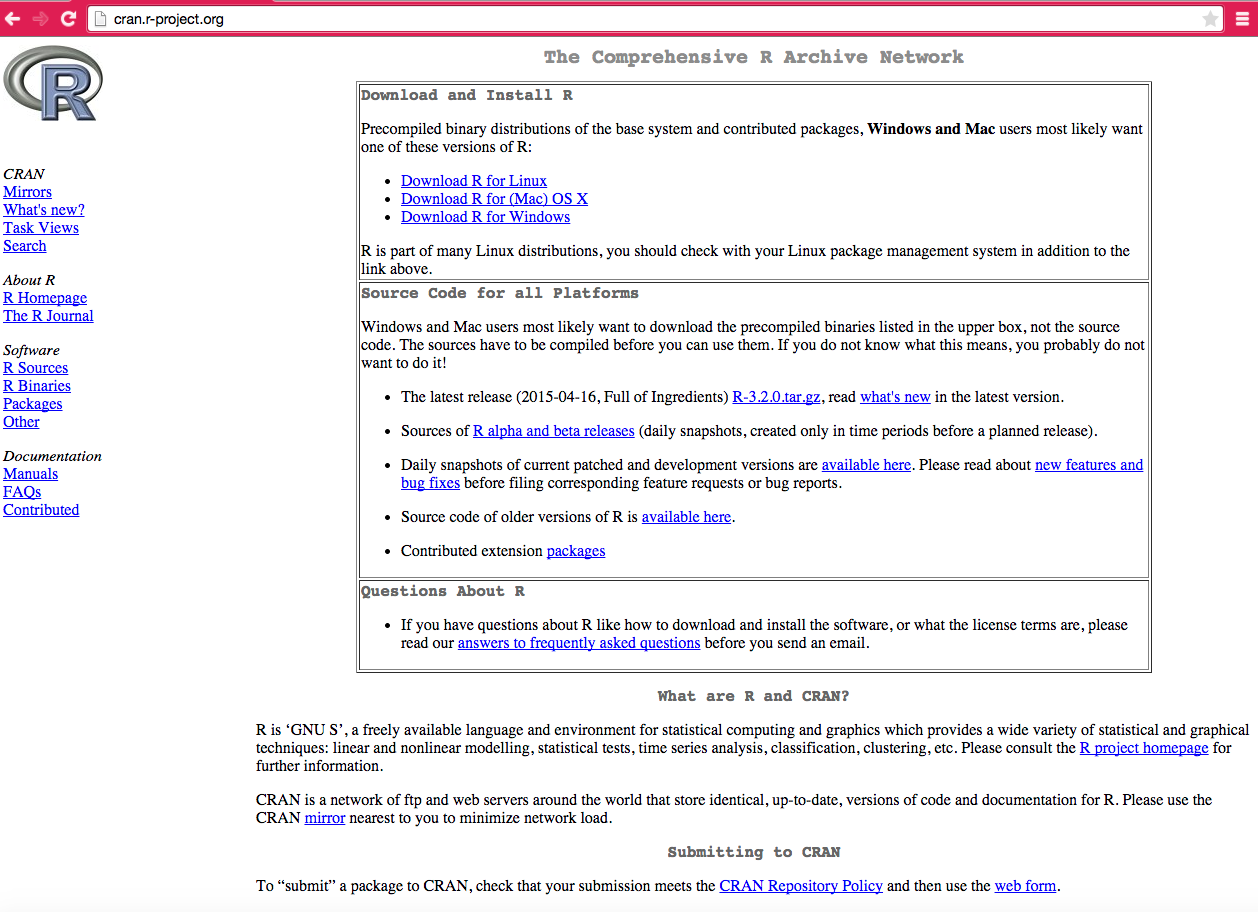 cran.r-project.org
R
CRAN
Mirrors
What's new?
Task Views
Search
About R
R Homepage
The R Journal
Software
R Sources
R Binaries
Packages
Other
Documentation
Manuals
FAQs
Contributed
The Comprehensive R Archive Network
Download and Install R
Precompiled binary distributions of the base system and contributed packages, Windows and Mac users most likely want
one of these versions of R:
• Download R for Linux
• Download R for (Mac) OS X
• Download R for Windows
R is part of many Linux distributions, you should check with your Linux package management system in addition to the
link above.
Source Code for all Platforms
Windows and Mac users most likely want to download the precompiled binaries listed in the upper box, not the source
code. The sources have to be compiled before you can use them. If you do not know what this means, you probably do not
want to do it!
• The latest release (2015-04-16, Full of Ingredients) R-3.2.0.tar.gz, read what's new in the latest version.
• Sources of R alpha and beta releases (daily snapshots, created only in time periods before a planned release).
• Daily snapshots of current patched and development versions are available here. Please read about new features and
bug fixes before filing corresponding feature requests or bug reports.
• Source code of older versions of R is available here.
• Contributed extension packages
Questions About R
• If you have questions about R like how to download and install the software, or what the license terms are, please
read our answers to frequently asked questions before you send an email.
What are R and CRAN?
R is ‘GNU S’, a freely available language and environment for statistical computing and graphics which provides a wide variety of statistical and graphical
techniques: linear and nonlinear modelling, statistical tests, time series analysis, classification, clustering, etc. Please consult the R project homepage for
further information.
CRAN is a network of ftp and web servers around the world that store identical, up-to-date, versions of code and documentation for R. Please use the
CRAN mirror nearest to you to minimize network load.
Submitting to CRAN
To “submit” a package to CRAN, check that your submission meets the CRAN Repository Policy and then use the web form.